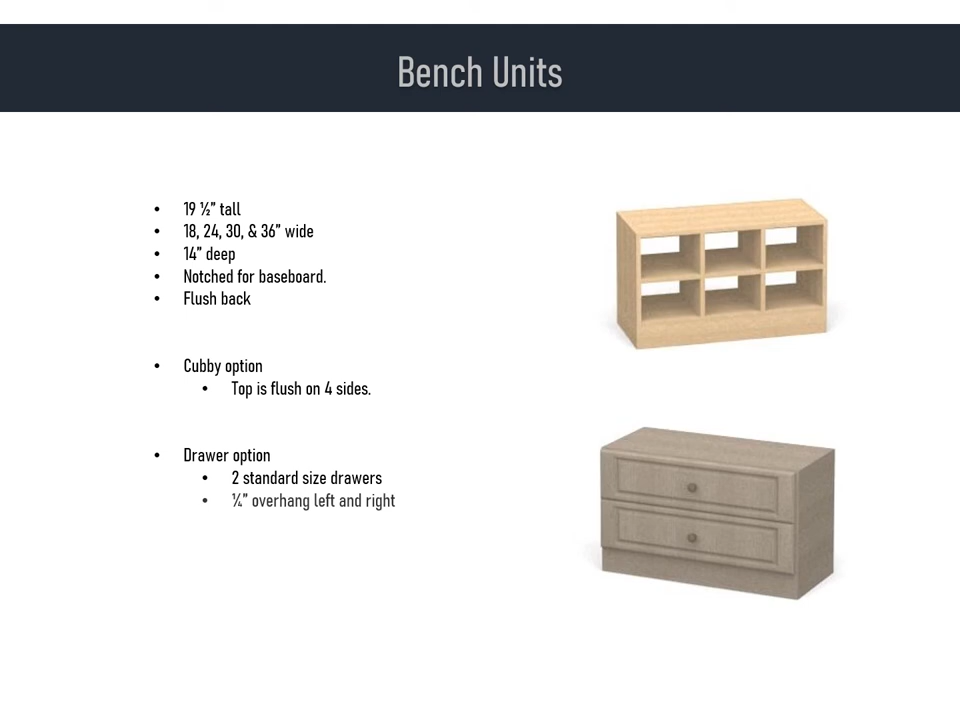 Bench Units
• 19 ½” tall
• 18, 24, 30, & 36” wide
• 14” deep
• Notched for baseboard.
• Flush back
• Cubby option
• Top is flush on 4 sides.
• Drawer option
• 2 standard size drawers
• ¼” overhang left and right